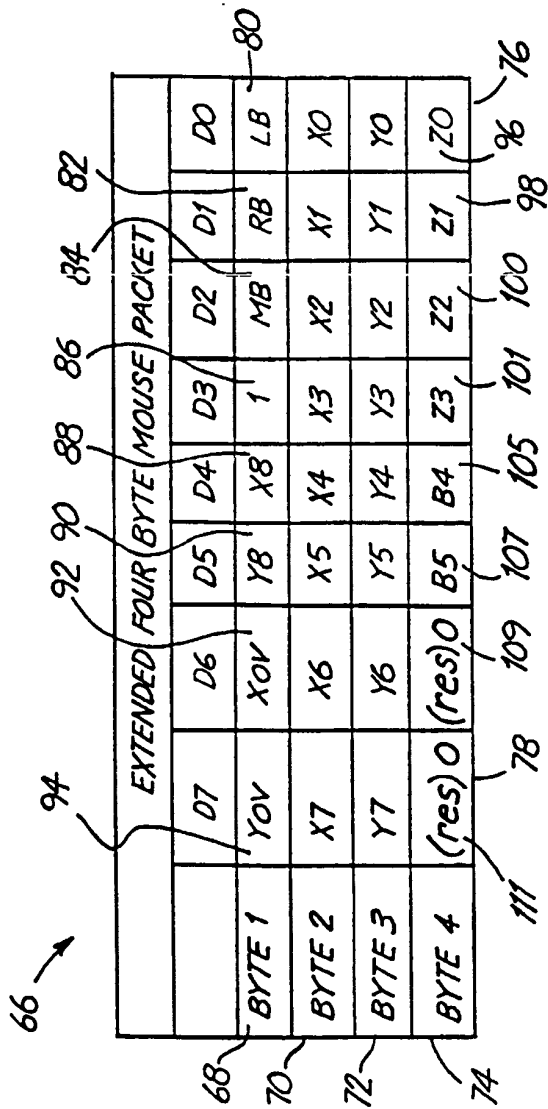 66
94 92 90 88 86 84 82
80
EXTENDED FOUR BYTE MOUSE PACKET
D7 D6 D5 D4 D3 D2 D1 D0
68 BYTE 1 YOV XOV Y8 X8 1 MB RB LB
70 BYTE 2 X7 X6 X5 X4 X3 X2 X1 X0
72 BYTE 3 Y7 Y6 Y5 Y4 Y3 Y2 Y1 Y0
74 BYTE 4 (res)0 (res)0 B5 B4 Z3 Z2 Z1 Z0
111 78 109 107 105 101 100 98 96 76